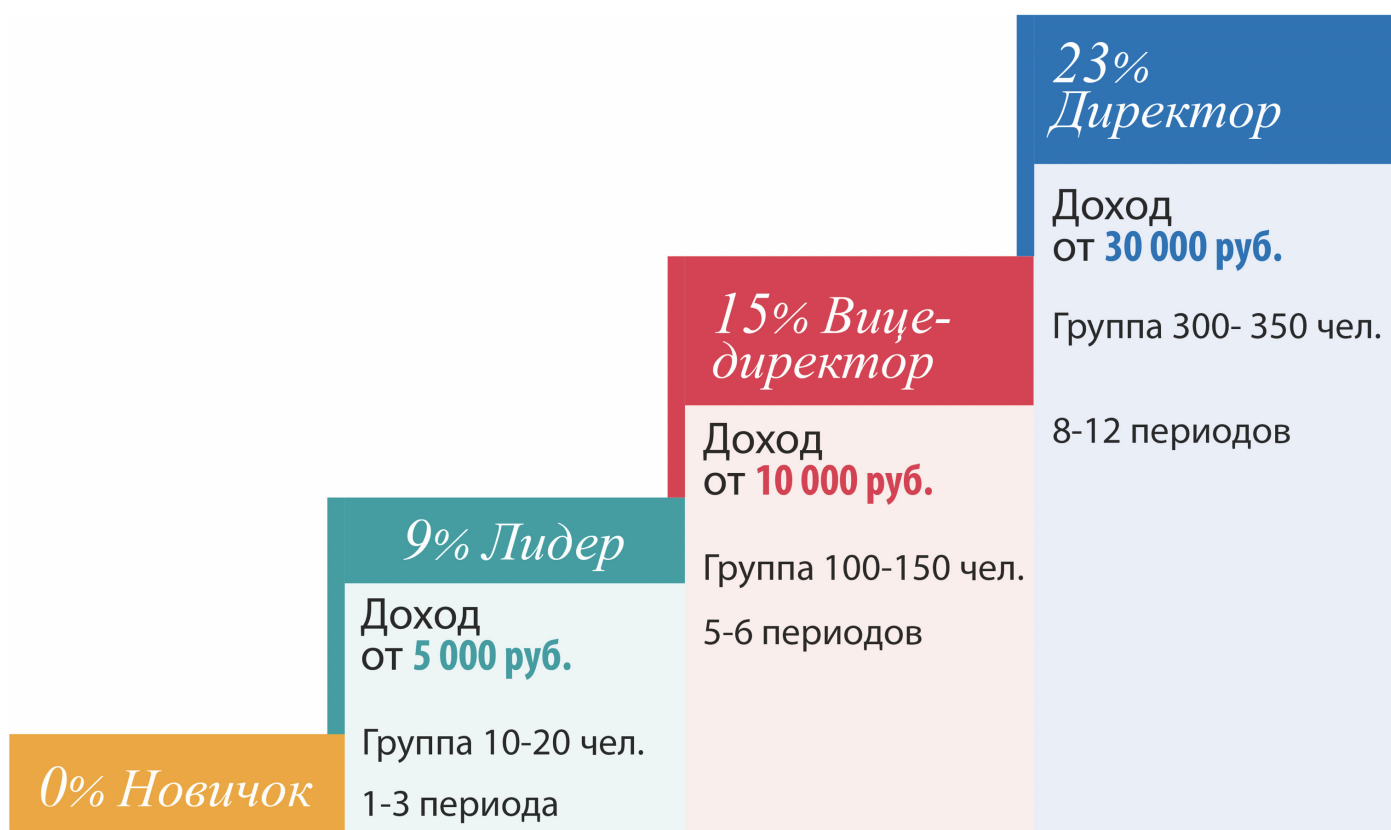 0% Новичок
9% Лидер
Доход
от 5 000 руб.
Группа 10-20 чел.
1-3 периода
15% Вице-
директор
Доход
от 10 000 руб.
Группа 100-150 чел.
5-6 периодов
23%
Директор
Доход
от 30 000 руб.
Группа 300- 350 чел.
8-12 периодов